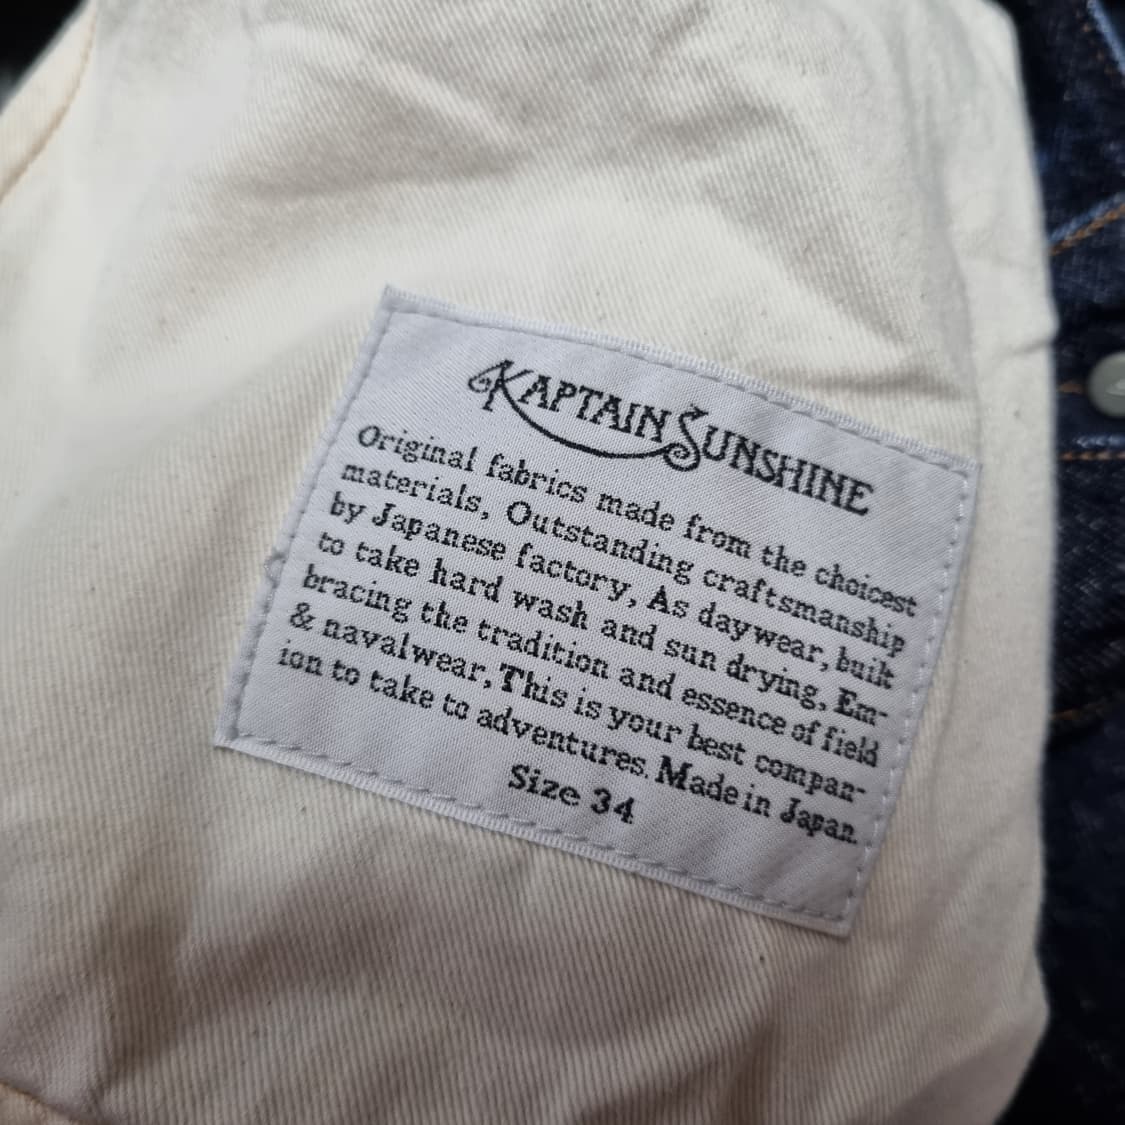 KAPTAIN SUNSHINE
Original fabrics made from the choicest
materials, Outstanding craftsmanship
by Japanese factory, As daywear, built
to take hard wash and sun drying, Em-
bracing the tradition and essence of field
& navalwear, This is your best compan-
ion to take to adventures. Made in Japan.
Size 34